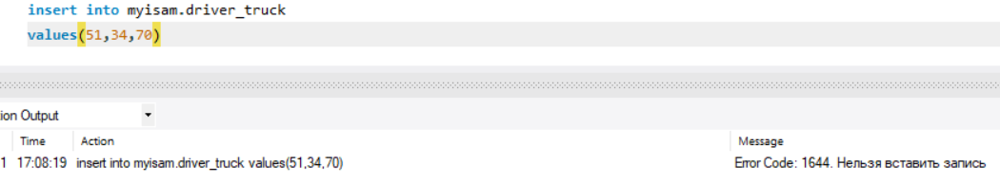 insert into myisam.driver_truck
values(51,34,70)
ion Output
Time Action Message
1 17:08:19 insert into myisam.driver_truck values(51,34,70) Error Code: 1644. Нельзя вставить запись